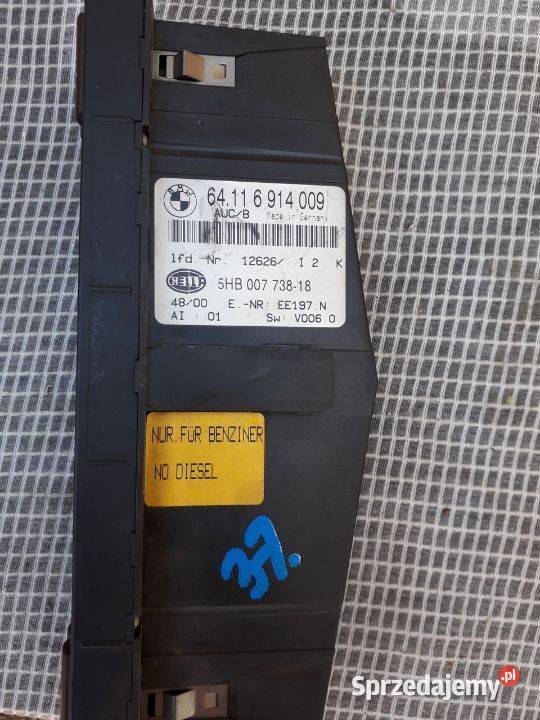 BMW
64.11 6 914 009
AUC/B Made in Germany
lfd.-Nr. 12626/ I 2 K
HELLA
5HB 007 738-18
48/00 E.-NR: EE197.N
AI : 01 Sw: V006 0
NUR FÜR BENZINER
NO DIESEL
37.
Sprzedajemy.pl